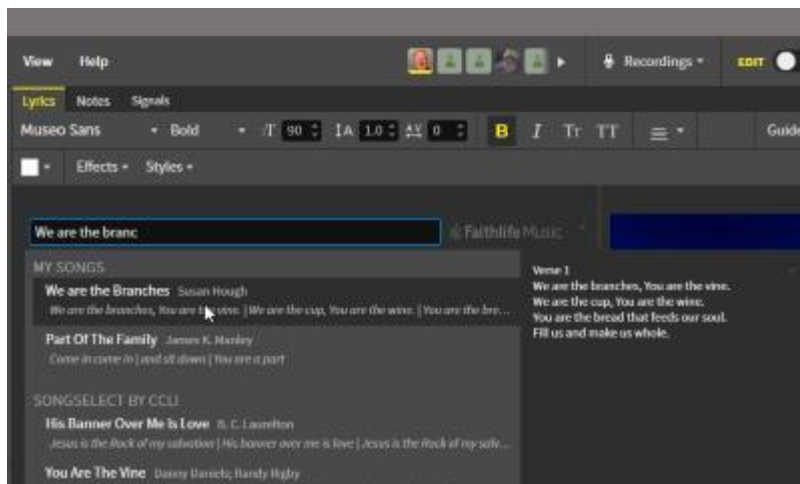 View Help Recordings EDIT
Lyrics Notes Signals
Museo Sans Bold T 90 A 1.0 AV 0 B I Tt TT Guide
Effects Styles
We are the branc Faithlife Music
MY SONGS
We are the Branches Susan Hough
We are the branches, You are the vine. | We are the cup, You are the wine. | You are the bre...
Part Of The Family James K. Manley
Come in come in | and sit down | You are a part
SONGSELECT BY CCLI
His Banner Over Me Is Love B. C. Laurelton
Jesus is the Rock of my salvation | His banner over me is love | Jesus is the Rock of my salv...
You Are The Vine Danny Daniels; Randy Rigby
Verse 1
We are the branches, You are the vine.
We are the cup, You are the wine.
You are the bread that feeds our soul.
Fill us and make us whole.